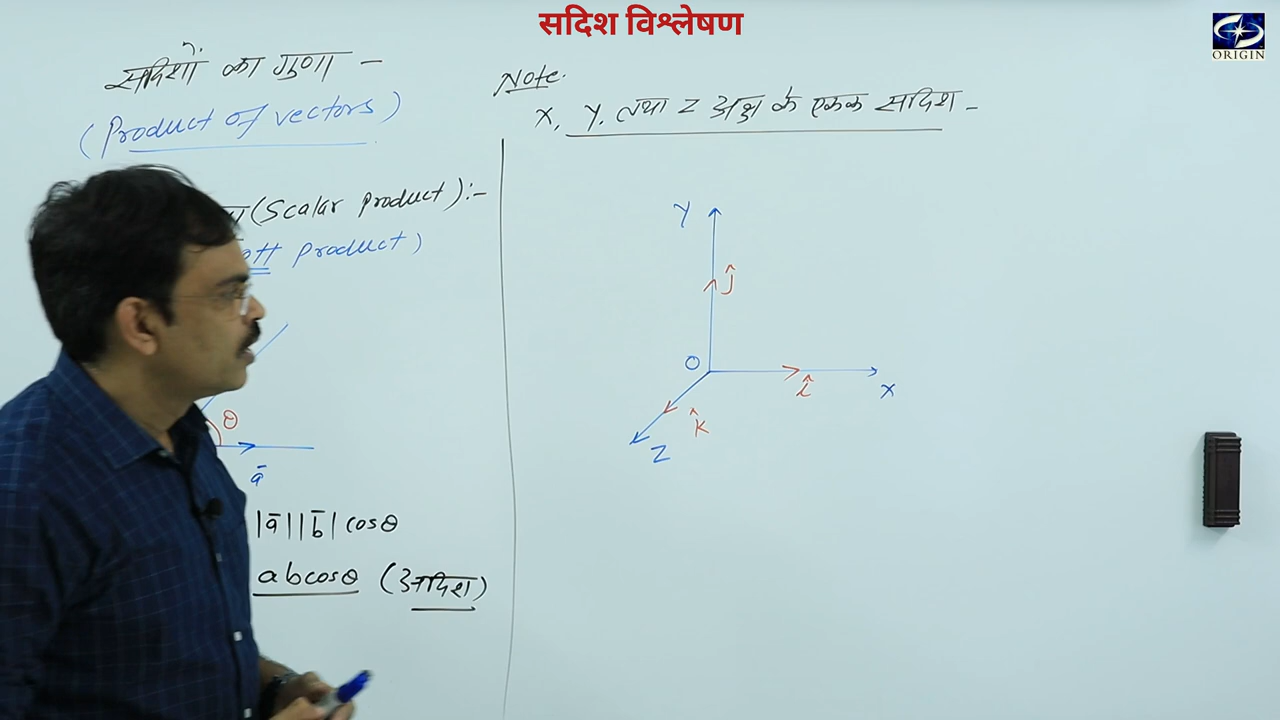 सदिश विश्लेषण
ORIGIN
सदिशों का गुणा -
(Product of vectors)
(Scalar Product):-
Product)
θ
ā
|ā||b̄| cosθ
abcosθ (अदिश)
Note.
X, Y, तथा Z अक्ष के एकक सदिश -
Y
ĵ
O
î
X
k̂
Z